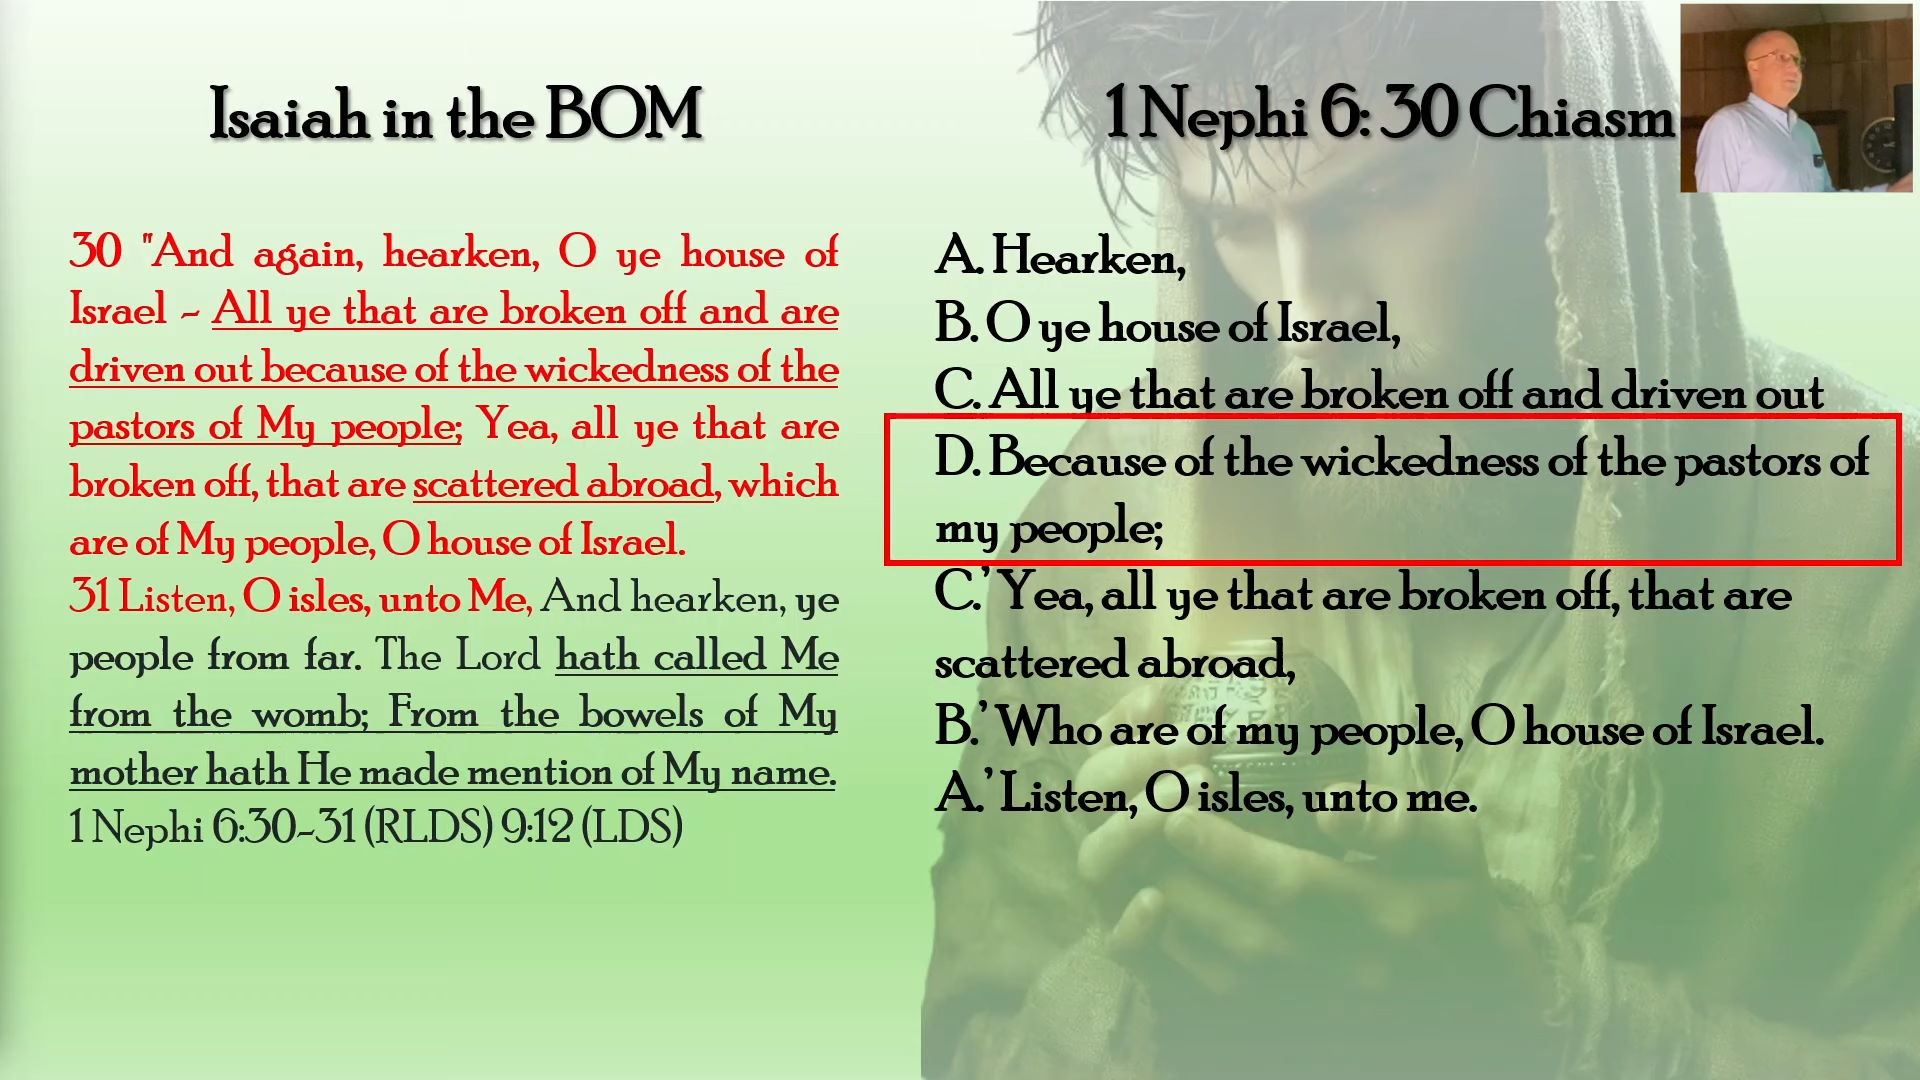 Isaiah in the BOM
30 "And again, hearken, O ye house of
Israel ~ All ye that are broken off and are
driven out because of the wickedness of the
pastors of My people; Yea, all ye that are
broken off, that are scattered abroad, which
are of My people, O house of Israel.
31 Listen, O isles, unto Me, And hearken, ye
people from far. The Lord hath called Me
from the womb; From the bowels of My
mother hath He made mention of My name.
1 Nephi 6:30-31 (RLDS) 9:12 (LDS)
1 Nephi 6: 30 Chiasm
A. Hearken,
B. O ye house of Israel,
C. All ye that are broken off and driven out
D. Because of the wickedness of the pastors of
my people;
C.' Yea, all ye that are broken off, that are
scattered abroad,
B.' Who are of my people, O house of Israel.
A.' Listen, O isles, unto me.